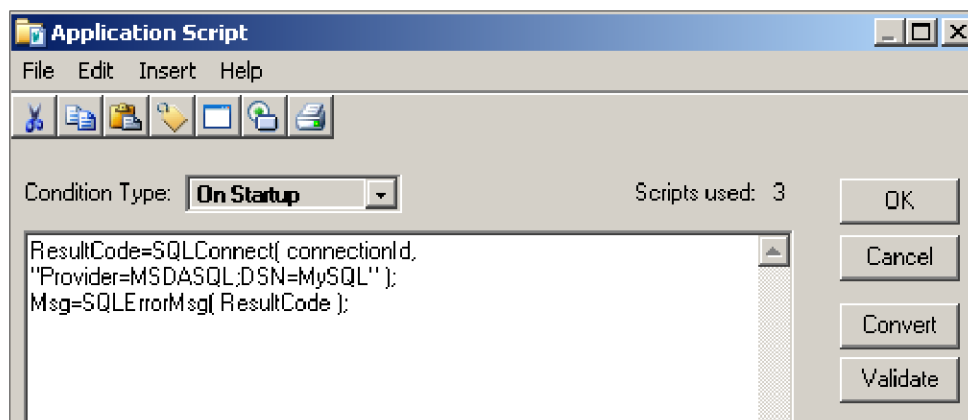 Application Script
File Edit Insert Help
Condition Type: On Startup Scripts used: 3
OK
ResultCode=SQLConnect( connectionId,
"Provider=MSDASQL;DSN=MySQL" );
Msg=SQLErrorMsg( ResultCode );
Cancel
Convert
Validate